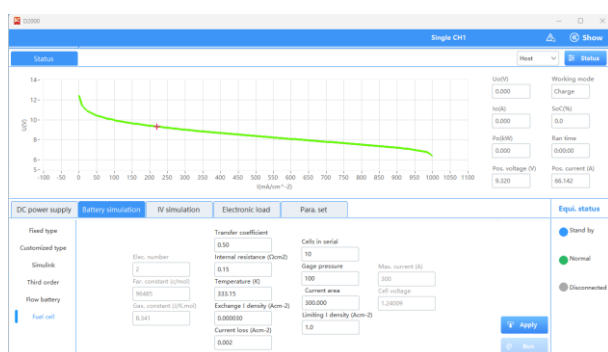 D2000
Single CH1
Show
Status
Host
Status
Uo(V)
Working mode
0.000
Charge
Io(A)
SoC(%)
0.000
0.0
Po(kW)
Ran time
0.000
0:00:00
Pos. voltage (V)
Pos. current (A)
9.320
66.142
U(V)
14
12
10
8
6
5
-100 -50 0 50 100 150 200 250 300 350 400 450 500 550 600 650 700 750 800 850 900 950 1000 1050 1100
I(mA/cm^-2)
DC power supply
Battery simulation
IV simulation
Electronic load
Para. set
Equi. status
Fixed type
Customized type
Simulink
Third order
Flow battery
Fuel cell
Elec. number
2
Far. constant (c/mol)
96485
Gas. constant (J/K.mol)
8.341
Transfer coefficient
0.50
Internal resistance (Ωcm2)
0.15
Temperature (K)
333.15
Exchange I density (Acm-2)
0.000030
Current loss (Acm-2)
0.002
Cells in serial
10
Gage pressure
100
Current area
300.000
Limiting I density (Acm-2)
1.0
Max. current (A)
300
Cell voltage
1.24009
Stand by
Normal
Disconnected
Apply
Run